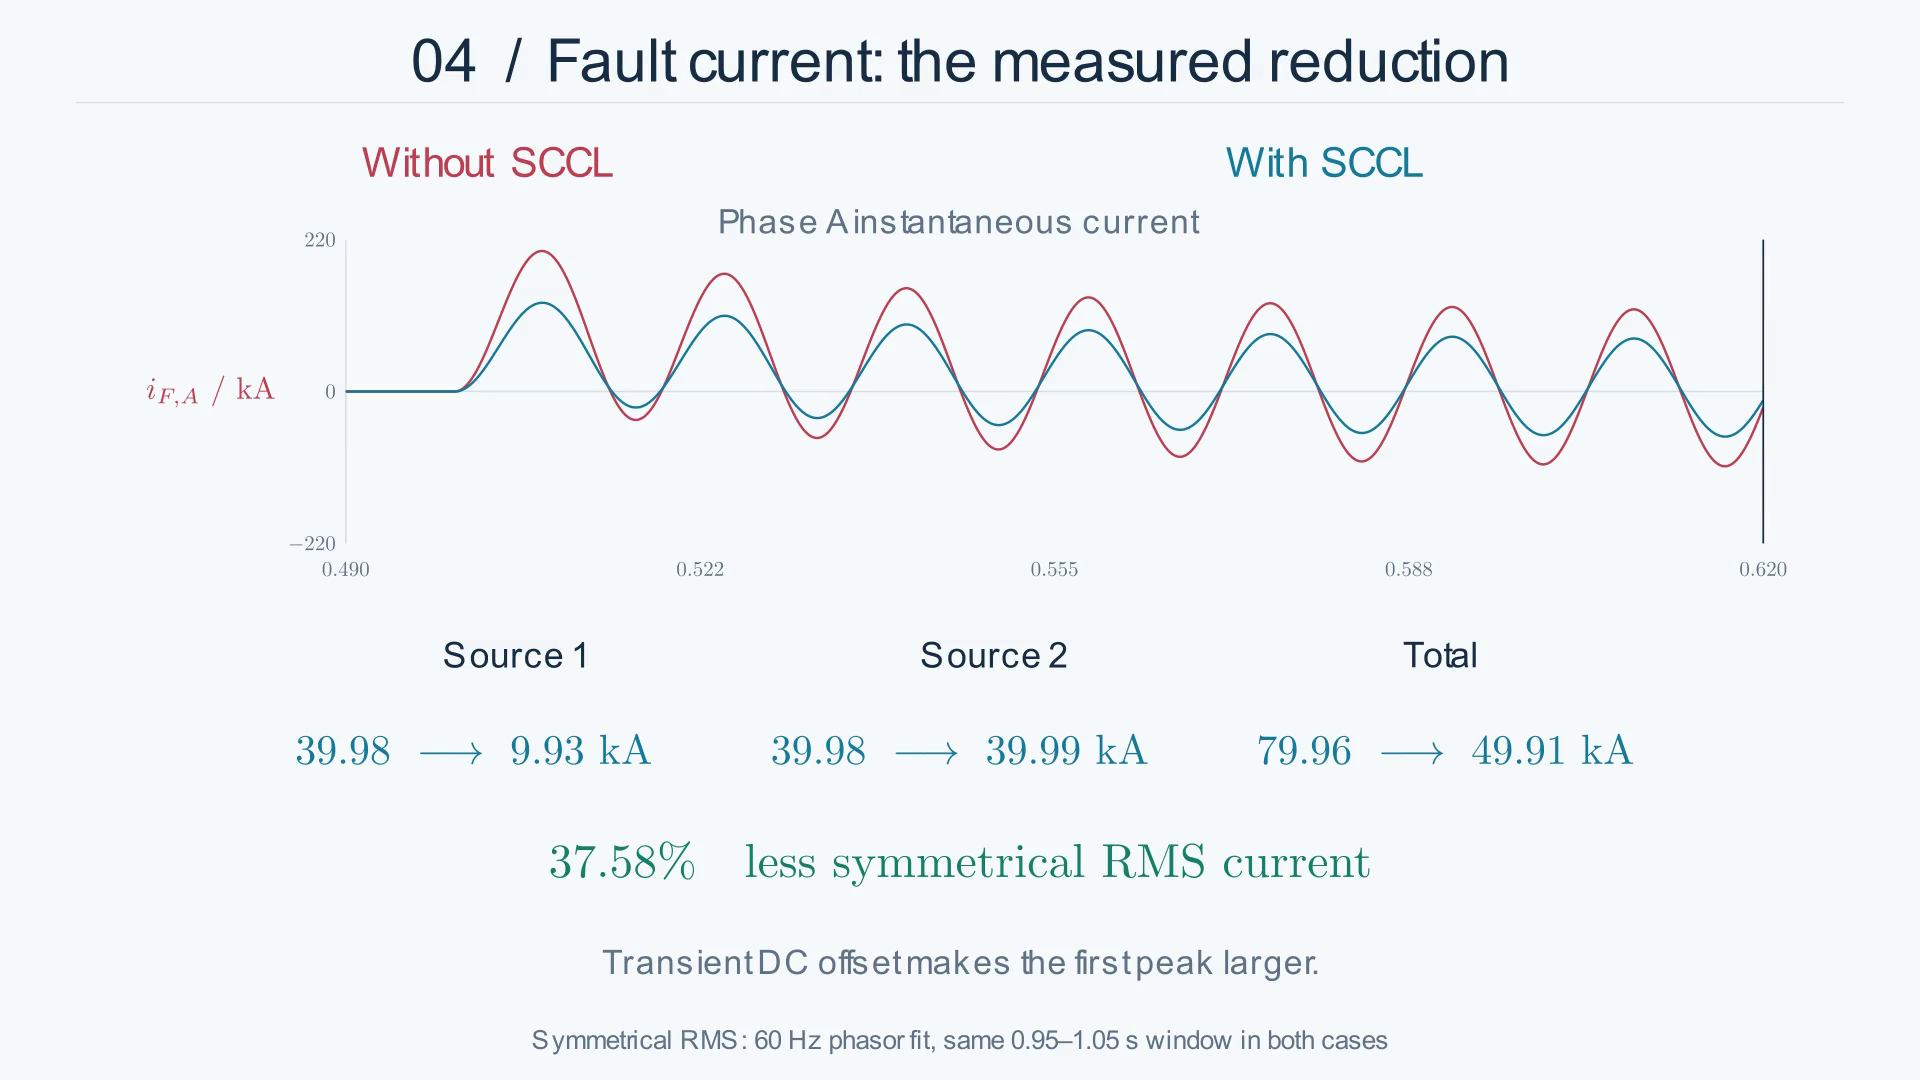 04 / Fault current: the measured reduction
Without SCCL
With SCCL
Phase A instantaneous current
220
i_{F,A} / kA
0
−220
0.490
0.522
0.555
0.588
0.620
Source 1
Source 2
Total
39.98 ⟶ 9.93 kA
39.98 ⟶ 39.99 kA
79.96 ⟶ 49.91 kA
37.58% less symmetrical RMS current
Transient DC offset makes the first peak larger.
Symmetrical RMS: 60 Hz phasor fit, same 0.95–1.05 s window in both cases